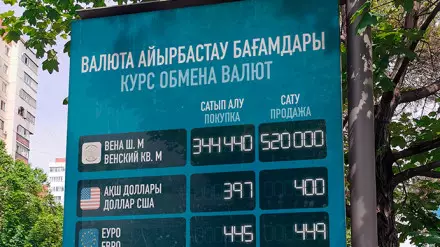 ВАЛЮТА АЙЫРБАСТАУ БАҒАМДАРЫ
КУРС ОБМЕНА ВАЛЮТ
САТЫП АЛУ САТУ
ПОКУПКА ПРОДАЖА
ВЕНА Ш. М
ВЕНСКИЙ КВ. М
344440 520000
АҚШ ДОЛЛАРЫ
ДОЛЛАР США
397 400
ЕУРО
ЕВРО
445 449